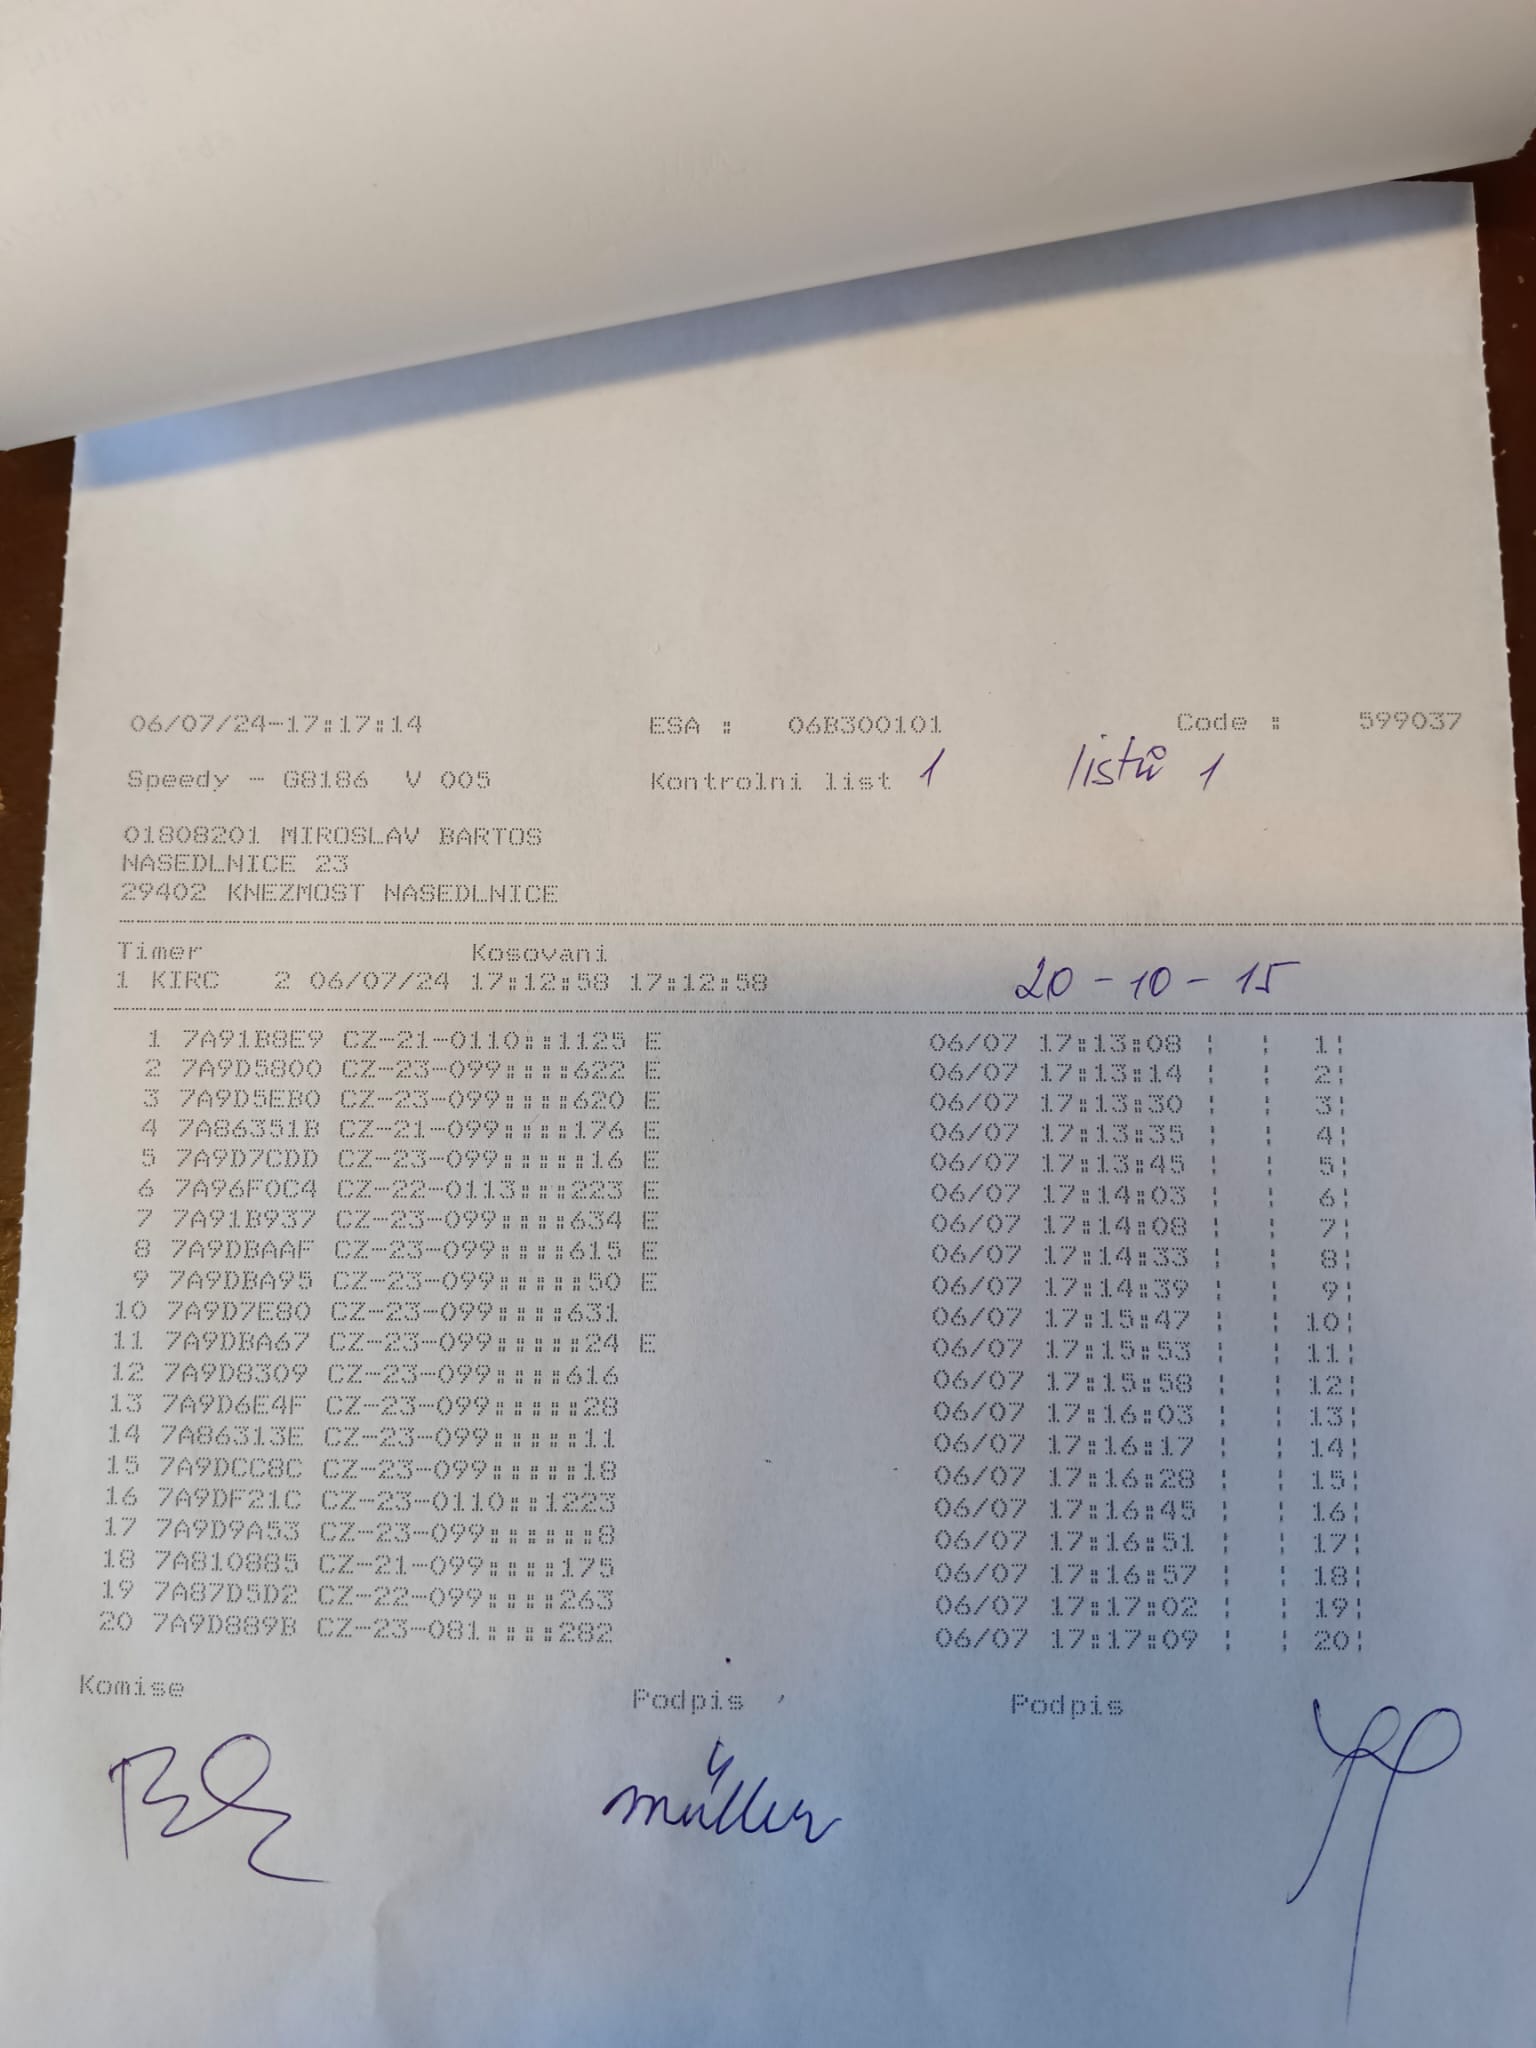 06/07/24-17:17:14 ESA : 06B300101 Code : 599037
Speedy - G8186 V 005 Kontrolni list 1 listů 1
01808201 MIROSLAV BARTOS
NASEDLNICE 23
29402 KNEZMOST NASEDLNICE
Timer Kosovani
1 KIRC 2 06/07/24 17:12:58 17:12:58 20-10-15
1 7A91B8E9 CZ-21-0110::1125 E 06/07 17:13:08 ¦ ¦ 1¦
2 7A9D5800 CZ-23-099::::622 E 06/07 17:13:14 ¦ ¦ 2¦
3 7A9D5EB0 CZ-23-099::::620 E 06/07 17:13:30 ¦ ¦ 3¦
4 7A86351B CZ-21-099::::176 E 06/07 17:13:35 ¦ ¦ 4¦
5 7A9D7CDD CZ-23-099:::::16 E 06/07 17:13:45 ¦ ¦ 5¦
6 7A96F0C4 CZ-22-0113:::223 E 06/07 17:14:03 ¦ ¦ 6¦
7 7A91B937 CZ-23-099::::634 E 06/07 17:14:08 ¦ ¦ 7¦
8 7A9DBAAF CZ-23-099::::615 E 06/07 17:14:33 ¦ ¦ 8¦
9 7A9DBA95 CZ-23-099:::::50 E 06/07 17:14:39 ¦ ¦ 9¦
10 7A9D7E80 CZ-23-099::::631 06/07 17:15:47 ¦ ¦ 10¦
11 7A9DBA67 CZ-23-099:::::24 E 06/07 17:15:53 ¦ ¦ 11¦
12 7A9D8309 CZ-23-099::::616 06/07 17:15:58 ¦ ¦ 12¦
13 7A9D6E4F CZ-23-099:::::28 06/07 17:16:03 ¦ ¦ 13¦
14 7A86313E CZ-23-099:::::11 06/07 17:16:17 ¦ ¦ 14¦
15 7A9DCC8C CZ-23-099:::::18 06/07 17:16:28 ¦ ¦ 15¦
16 7A9DF21C CZ-23-0110::1223 06/07 17:16:45 ¦ ¦ 16¦
17 7A9D9A53 CZ-23-099::::::8 06/07 17:16:51 ¦ ¦ 17¦
18 7A810885 CZ-21-099::::175 06/07 17:16:57 ¦ ¦ 18¦
19 7A87D5D2 CZ-22-099::::263 06/07 17:17:02 ¦ ¦ 19¦
20 7A9D889B CZ-23-081::::282 06/07 17:17:09 ¦ ¦ 20¦
Komise Podpis Podpis
Müller